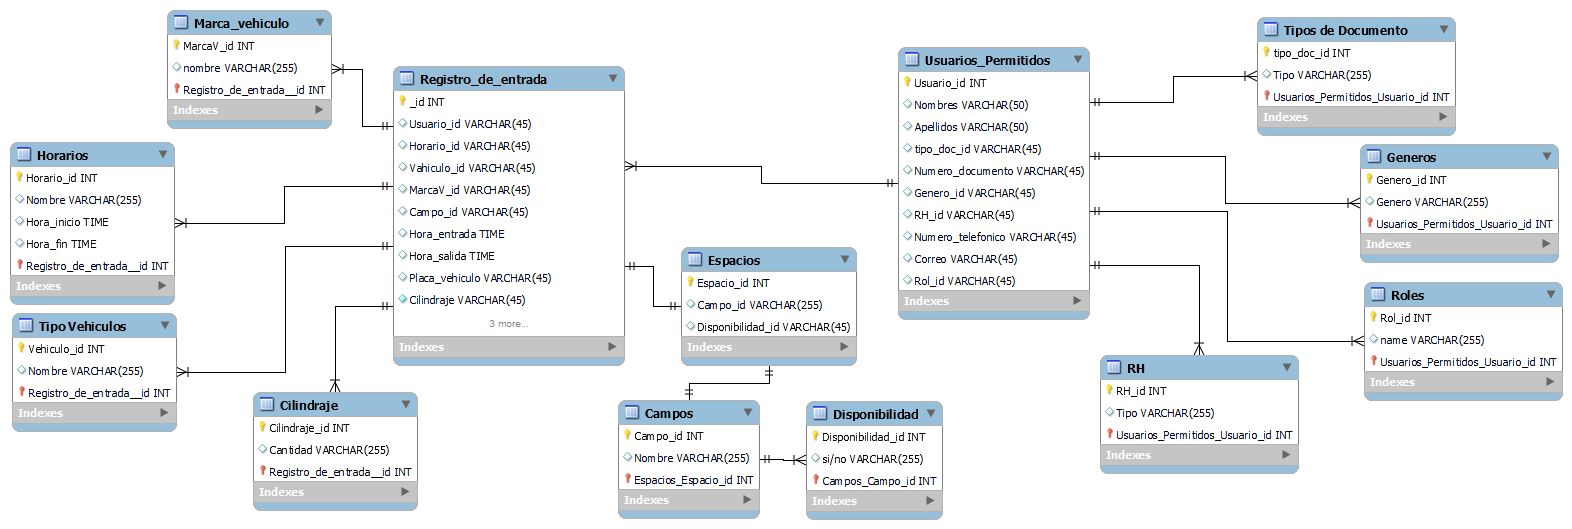 Marca_vehiculo
MarcaV_id INT
nombre VARCHAR(255)
Registro_de_entrada__id INT
Indexes
Horarios
Horario_id INT
Nombre VARCHAR(255)
Hora_inicio TIME
Hora_fin TIME
Registro_de_entrada__id INT
Indexes
Tipo Vehiculos
Vehiculo_id INT
Nombre VARCHAR(255)
Registro_de_entrada__id INT
Indexes
Registro_de_entrada
_id INT
Usuario_id VARCHAR(45)
Horario_id VARCHAR(45)
Vahiculo_id VARCHAR(45)
MarcaV_id VARCHAR(45)
Campo_id VARCHAR(45)
Hora_entrada TIME
Hora_salida TIME
Placa_vehiculo VARCHAR(45)
Cilindraje VARCHAR(45)
3 more...
Indexes
Cilindraje
Cilindraje_id INT
Cantidad VARCHAR(255)
Registro_de_entrada__id INT
Indexes
Espacios
Espacio_id INT
Campo_id VARCHAR(255)
Disponibilidad_id VARCHAR(45)
Indexes
Campos
Campo_id INT
Nombre VARCHAR(255)
Espacios_Espacio_id INT
Indexes
Disponibilidad
Disponibilidad_id INT
si/no VARCHAR(255)
Campos_Campo_id INT
Indexes
Usuarios_Permitidos
Usuario_id INT
Nombres VARCHAR(50)
Apellidos VARCHAR(50)
tipo_doc_id VARCHAR(45)
Numero_documento VARCHAR(45)
Genero_id VARCHAR(45)
RH_id VARCHAR(45)
Numero_telefonico VARCHAR(45)
Correo VARCHAR(45)
Rol_id VARCHAR(45)
Indexes
Tipos de Documento
tipo_doc_id INT
Tipo VARCHAR(255)
Usuarios_Permitidos_Usuario_id INT
Indexes
Generos
Genero_id INT
Genero VARCHAR(255)
Usuarios_Permitidos_Usuario_id INT
Indexes
Roles
Rol_id INT
name VARCHAR(255)
Usuarios_Permitidos_Usuario_id INT
Indexes
RH
RH_id INT
Tipo VARCHAR(255)
Usuarios_Permitidos_Usuario_id INT
Indexes